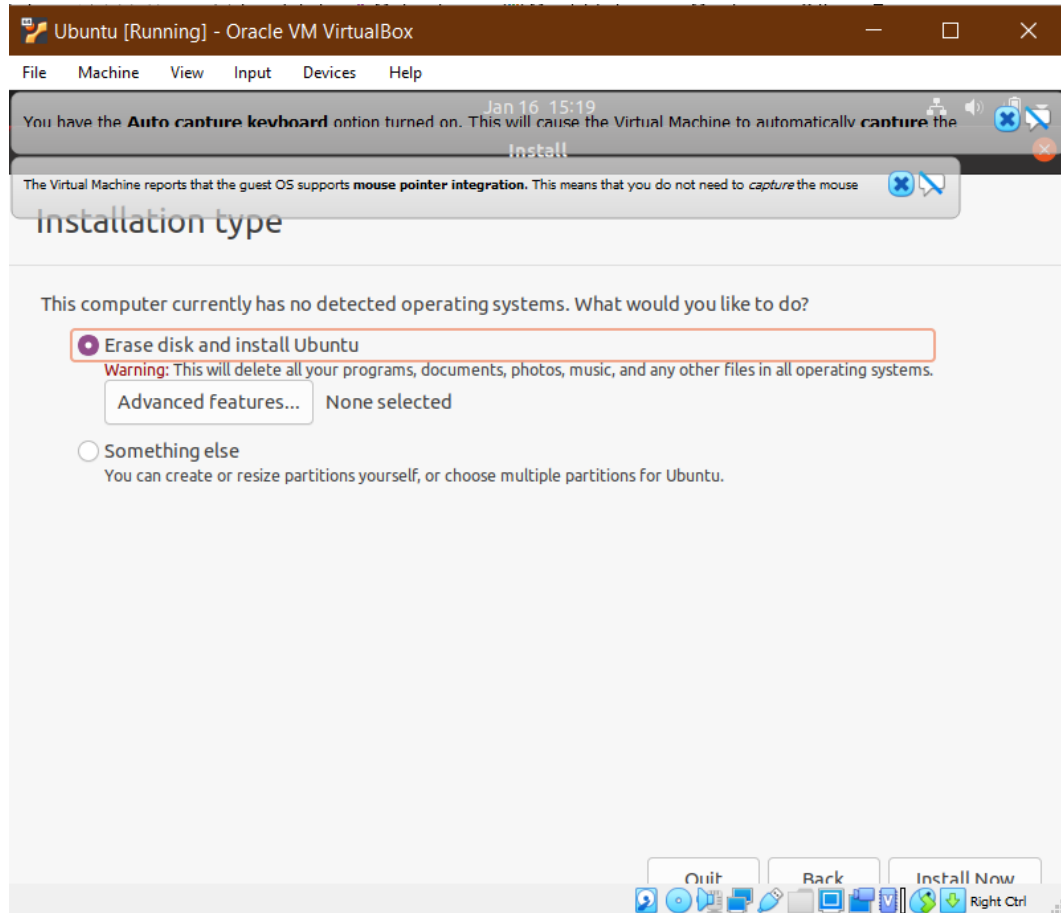 Ubuntu [Running] - Oracle VM VirtualBox
File Machine View Input Devices Help
Jan 16 15:19
You have the Auto capture keyboard option turned on. This will cause the Virtual Machine to automatically capture the
Install
The Virtual Machine reports that the guest OS supports mouse pointer integration. This means that you do not need to capture the mouse
Installation type
This computer currently has no detected operating systems. What would you like to do?
Erase disk and install Ubuntu
Warning: This will delete all your programs, documents, photos, music, and any other files in all operating systems.
Advanced features... None selected
Something else
You can create or resize partitions yourself, or choose multiple partitions for Ubuntu.
Quit Back Install Now
Right Ctrl